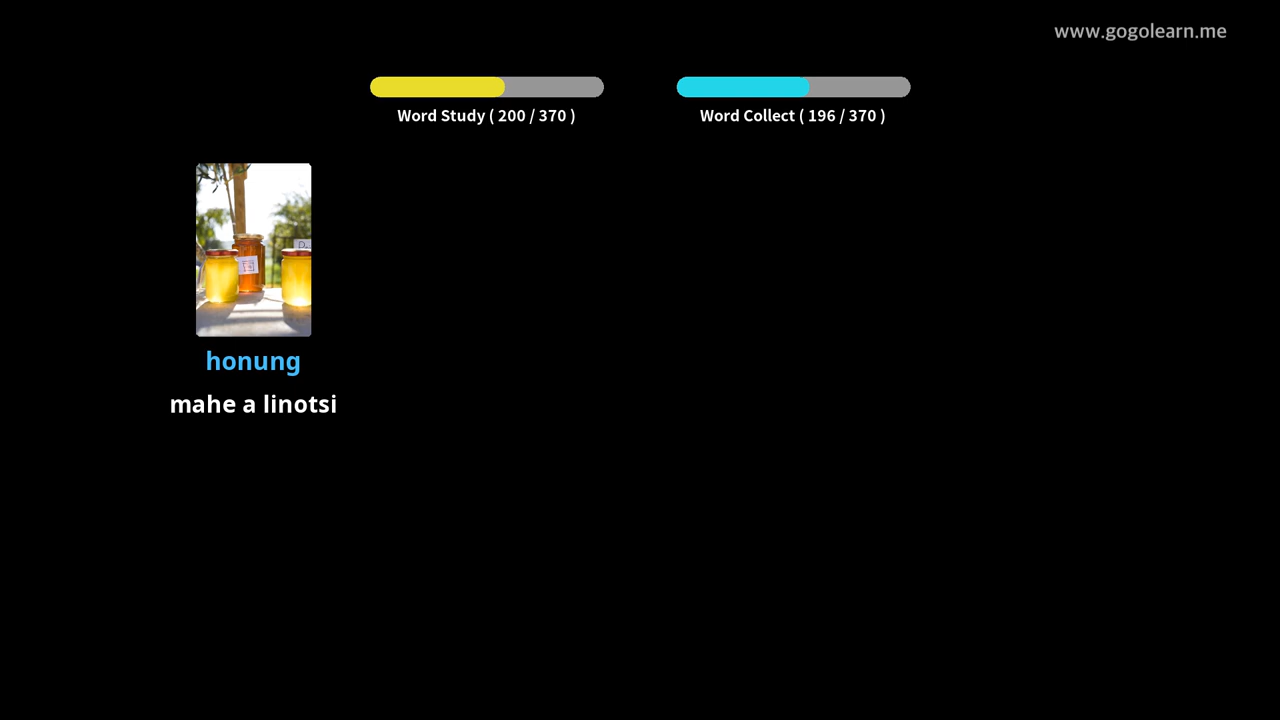 www.gogolearn.me
Word Study ( 200 / 370 )
Word Collect ( 196 / 370 )
honung
mahe a linotsi